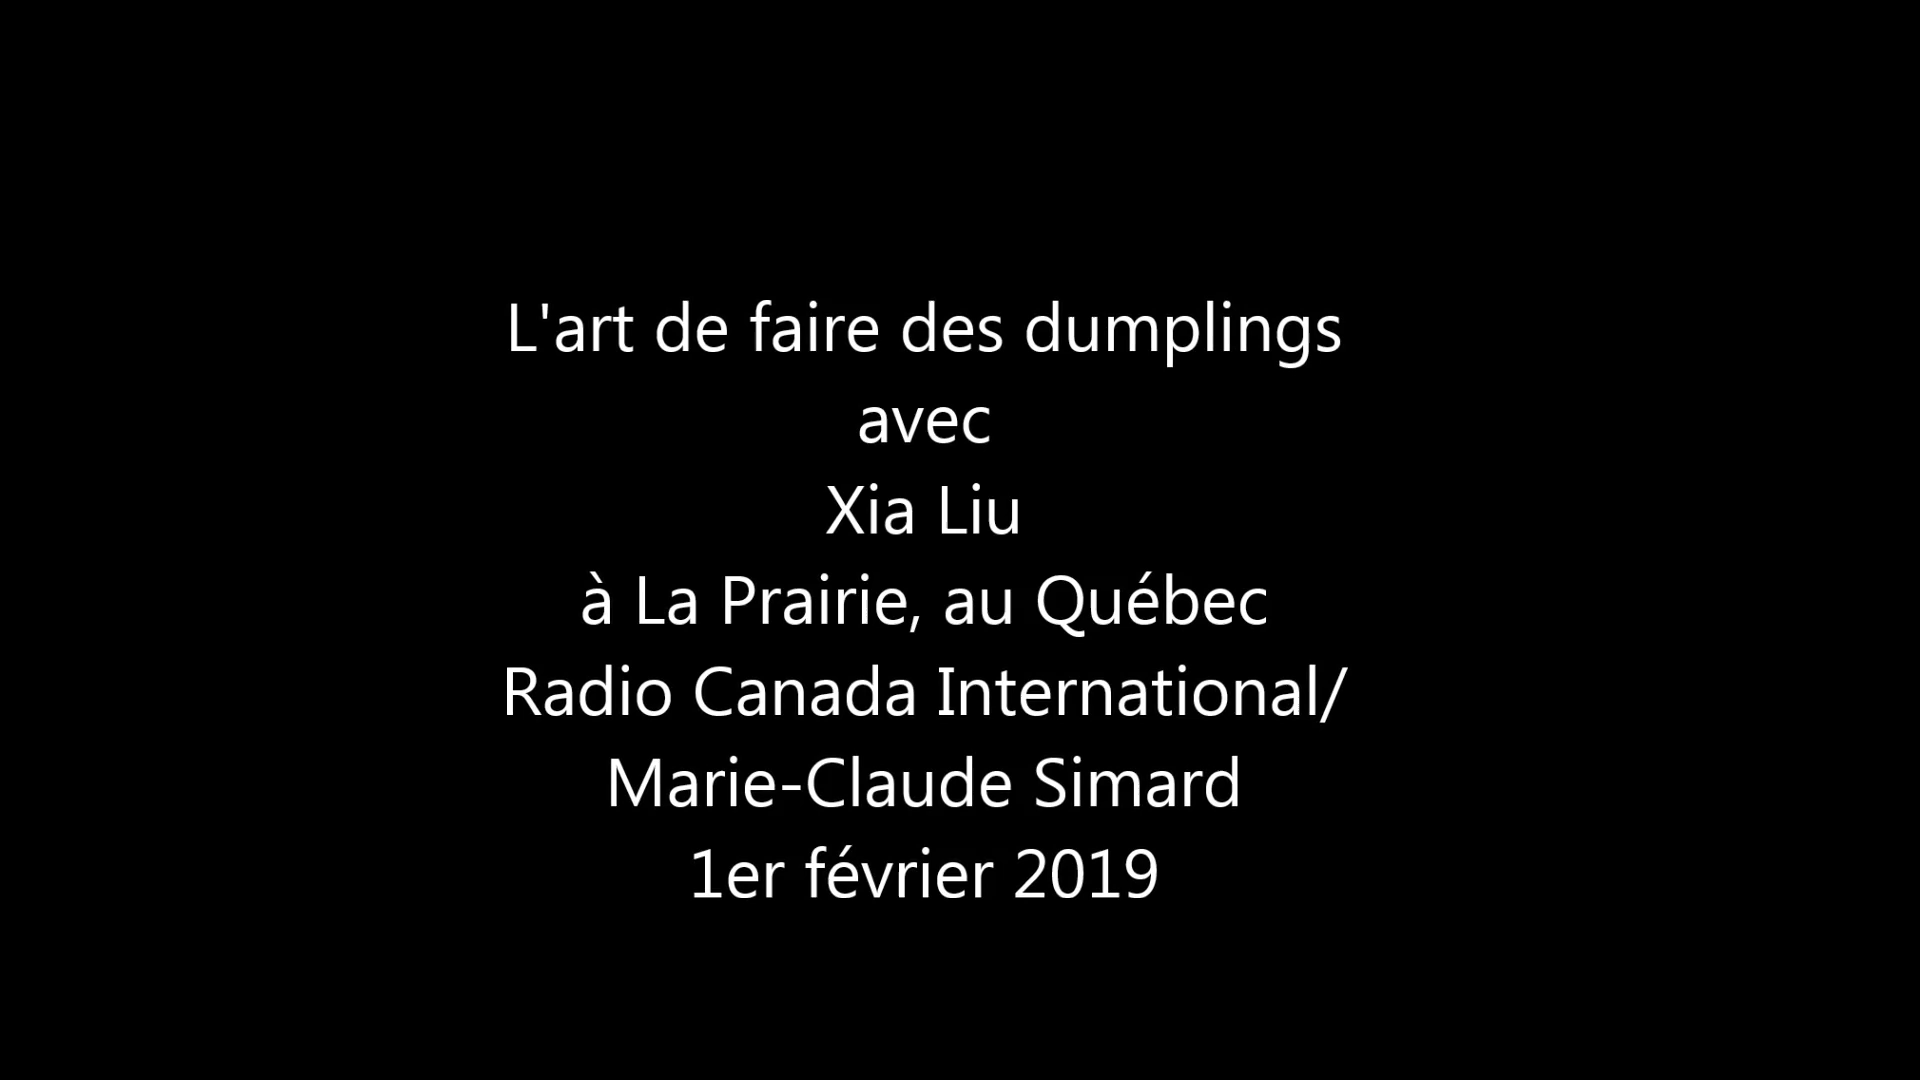 L'art de faire des dumplings
avec
Xia Liu
à La Prairie, au Québec
Radio Canada International/
Marie-Claude Simard
1er février 2019